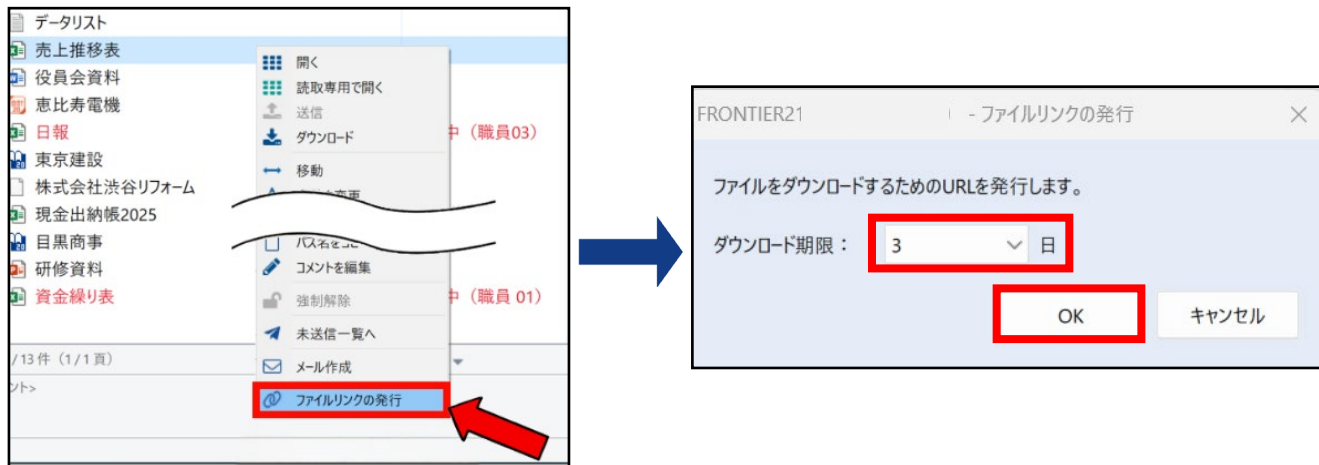 データリスト
売上推移表
役員会資料
恵比寿電機
日報
中（職員03）
東京建設
株式会社渋谷リフォーム
現金出納帳2025
目黒商事
研修資料
資金繰り表
中（職員 01）
/13件（1/1頁）
ント>
開く
読取専用で開く
送信
ダウンロード
移動
コメントを編集
強制解除
未送信一覧へ
メール作成
ファイルリンクの発行
FRONTIER21 - ファイルリンクの発行
ファイルをダウンロードするためのURLを発行します。
ダウンロード期限： 3 日
OK キャンセル